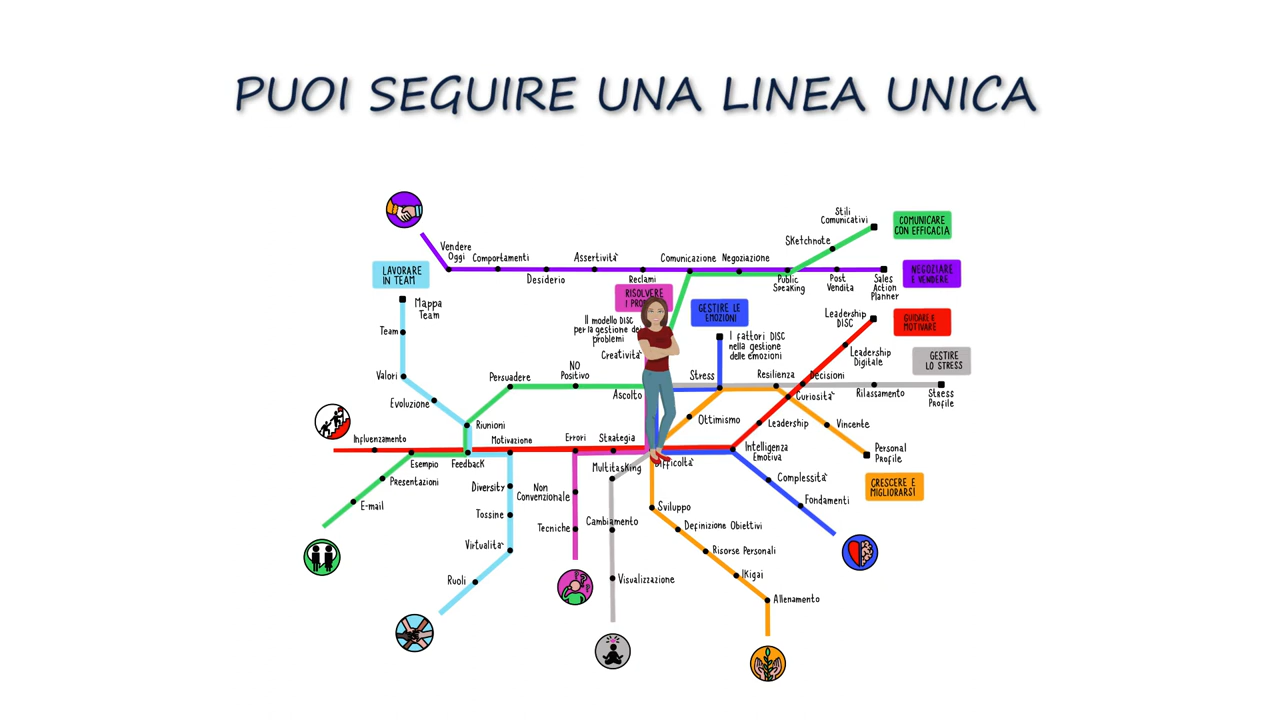 PUOI SEGUIRE UNA LINEA UNICA
Stili
Comunicativi
COMUNICARE
CON EFFICACIA
SKetchnote
Vendere
Oggi
Comportamenti
Desiderio
Assertività
Reclami
Comunicazione
Negoziazione
Public
SpeaKing
Post
Vendita
Sales
Action
Planner
NEGOZIARE
E VENDERE
LAVORARE
IN TEAM
Mappa
Team
Team
Valori
Evoluzione
RISOLVERE
I
Il modello DISC
per la gestione dei
problemi
Creatività
GESTIRE LE
EMOZIONI
I fattori DISC
nella gestione
delle emozioni
Leadership
DISC
GUIDARE E
MOTIVARE
Leadership
Digitale
GESTIRE
LO STRESS
Persuadere
NO
Positivo
Ascolto
Stress
Resilienza
Decisioni
Curiosità
Rilassamento
Stress
Profile
Riunioni
Ottimismo
Leadership
Vincente
Influenzamento
Esempio
FeedbacK
Motivazione
Errori
Strategia
Multitasking
Difficoltà
Intelligenza
Emotiva
Personal
Profile
CRESCERE E
MIGLIORARSI
Presentazioni
E-mail
Diversity
Tossine
Virtualità
Ruoli
Non
Convenzionale
Tecniche
Cambiamento
Visualizzazione
Sviluppo
Definizione Obiettivi
Risorse Personali
IKigai
Allenamento
Complessità
Fondamenti